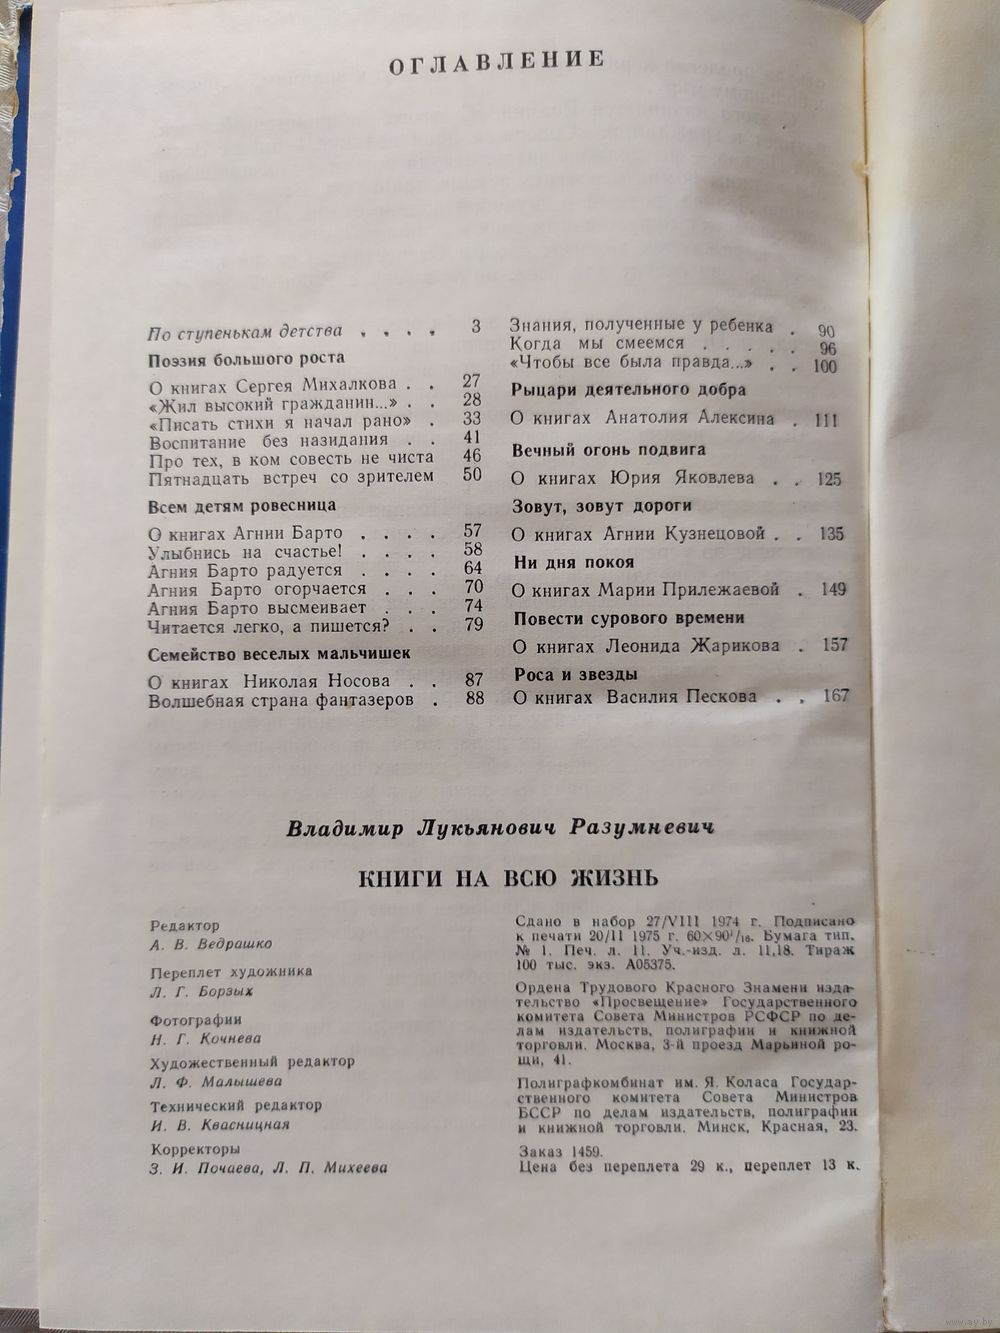 ОГЛАВЛЕНИЕ
По ступенькам детства . . . . 3
Поэзия большого роста
О книгах Сергея Михалкова . . 27
«Жил высокий гражданин...» . . 28
«Писать стихи я начал рано» . 33
Воспитание без назидания . . 41
Про тех, в ком совесть не чиста 46
Пятнадцать встреч со зрителем 50
Всем детям ровесница
О книгах Агнии Барто . . . . 57
Улыбнись на счастье! . . . . 58
Агния Барто радуется . . . . 64
Агния Барто огорчается . . . 70
Агния Барто высмеивает . . . 74
Читается легко, а пишется? . . 79
Семейство веселых мальчишек
О книгах Николая Носова . . 87
Волшебная страна фантазеров . 88
Знания, полученные у ребенка . 90
Когда мы смеемся . . . . . 96
«Чтобы все была правда...» . . 100
Рыцари деятельного добра
О книгах Анатолия Алексина . 111
Вечный огонь подвига
О книгах Юрия Яковлева . . 125
Зовут, зовут дороги
О книгах Агнии Кузнецовой . . 135
Ни дня покоя
О книгах Марии Прилежаевой . 149
Повести сурового времени
О книгах Леонида Жарикова . 157
Роса и звезды
О книгах Василия Пескова . . 167
Владимир Лукьянович Разумневич
КНИГИ НА ВСЮ ЖИЗНЬ
Редактор
А. В. Ведрашко
Переплет художника
Л. Г. Борзых
Фотографии
Н. Г. Кочнева
Художественный редактор
Л. Ф. Малышева
Технический редактор
И. В. Квасницная
Корректоры
З. И. Почаева, Л. П. Михеева
Сдано в набор 27/VIII 1974 г. Подписано
к печати 20/II 1975 г. 60×90¹/₁₆. Бумага тип.
№ 1. Печ. л. 11. Уч.-изд. л. 11,18. Тираж
100 тыс. экз. А05375.
Ордена Трудового Красного Знамени изда-
тельство «Просвещение» Государственного
комитета Совета Министров РСФСР по де-
лам издательств, полиграфии и книжной
торговли. Москва, 3-й проезд Марьиной ро-
щи, 41.
Полиграфкомбинат им. Я. Коласа Государ-
ственного комитета Совета Министров
БССР по делам издательств, полиграфии
и книжной торговли. Минск, Красная, 23.
Заказ 1459.
Цена без переплета 29 к., переплет 13 к.
www.ay.by